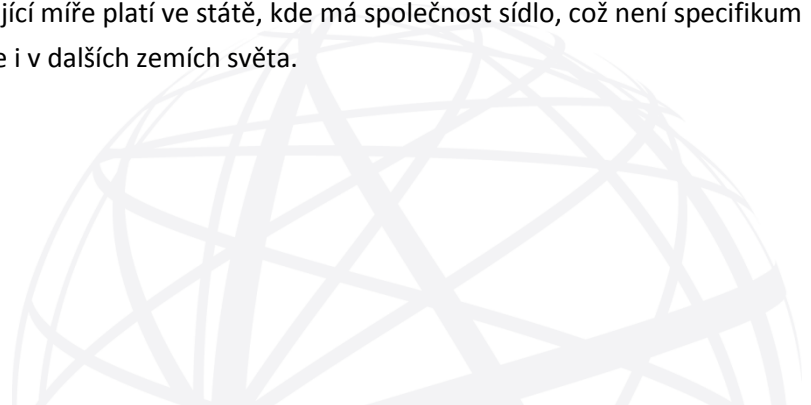 jící míře platí ve státě, kde má společnost sídlo, což není specifikum
e i v dalších zemích světa.